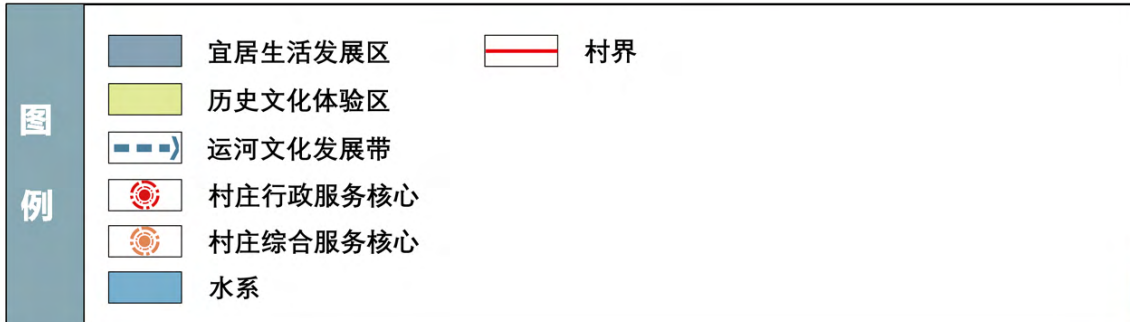 图例
宜居生活发展区
历史文化体验区
运河文化发展带
村庄行政服务核心
村庄综合服务核心
水系
村界